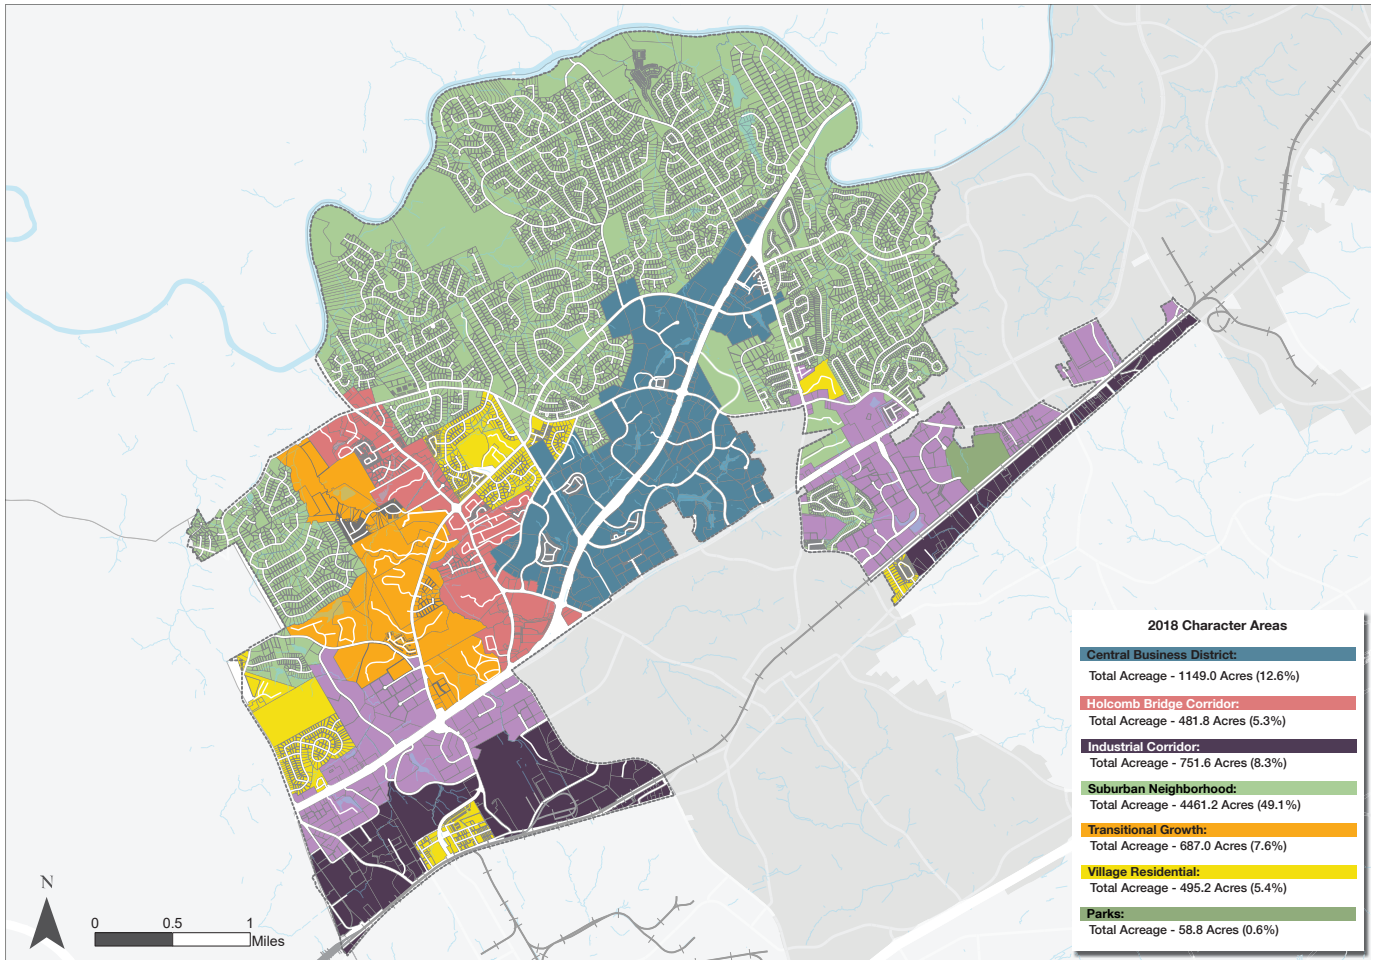 2018 Character Areas
Central Business District:
Total Acreage - 1149.0 Acres (12.6%)
Holcomb Bridge Corridor:
Total Acreage - 481.8 Acres (5.3%)
Industrial Corridor:
Total Acreage - 751.6 Acres (8.3%)
Suburban Neighborhood:
Total Acreage - 4461.2 Acres (49.1%)
Transitional Growth:
Total Acreage - 687.0 Acres (7.6%)
Village Residential:
Total Acreage - 495.2 Acres (5.4%)
Parks:
Total Acreage - 58.8 Acres (0.6%)
N
0 0.5 1
Miles